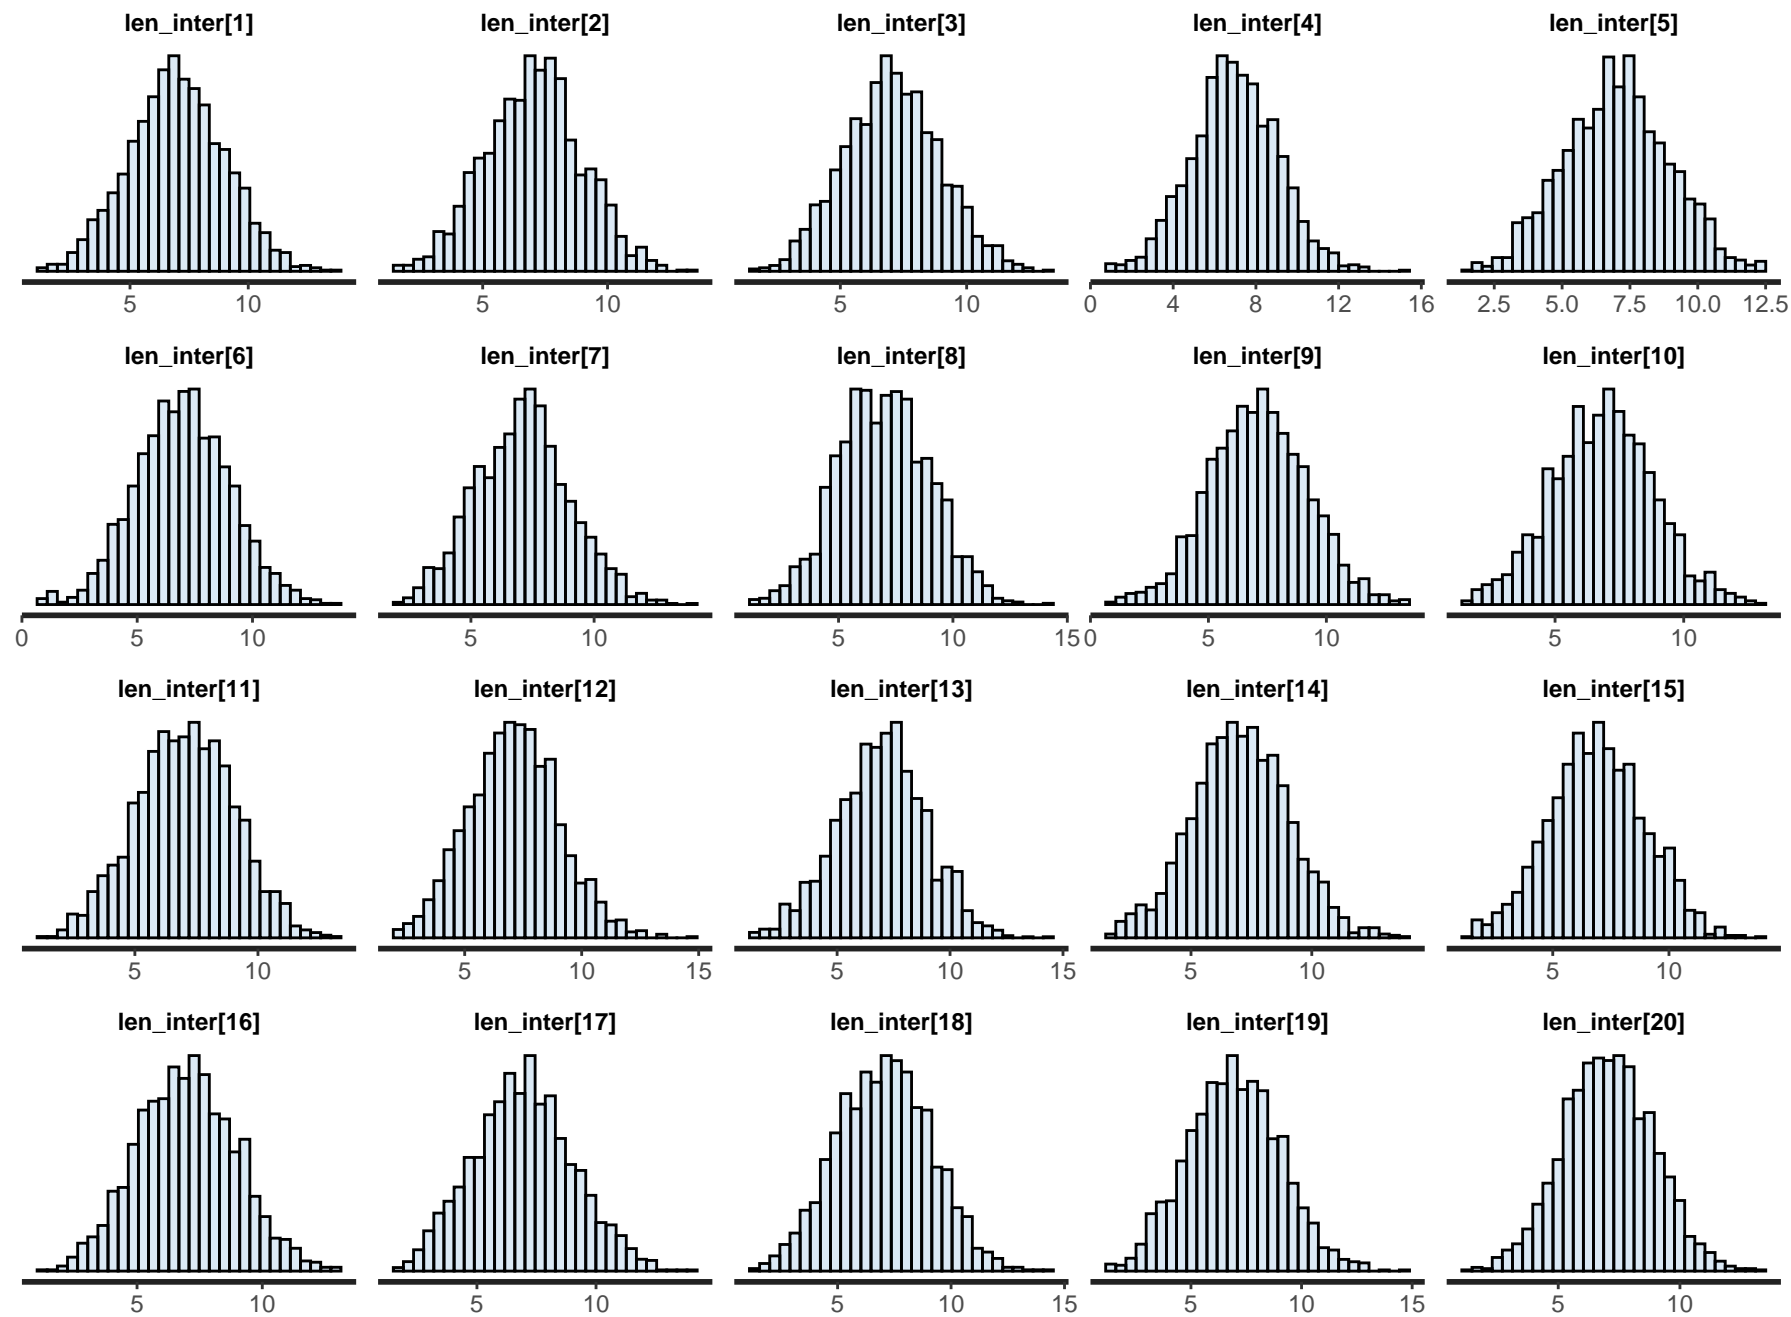 len_inter[1] len_inter[2] len_inter[3] len_inter[4] len_inter[5]
5 10 5 10 5 10 0 4 8 12 16 2.5 5.0 7.5 10.0 12.5
len_inter[6] len_inter[7] len_inter[8] len_inter[9] len_inter[10]
0 5 10 5 10 5 10 15 0 5 10 5 10
len_inter[11] len_inter[12] len_inter[13] len_inter[14] len_inter[15]
5 10 5 10 15 5 10 15 5 10 5 10
len_inter[16] len_inter[17] len_inter[18] len_inter[19] len_inter[20]
5 10 5 10 5 10 15 5 10 15 5 10